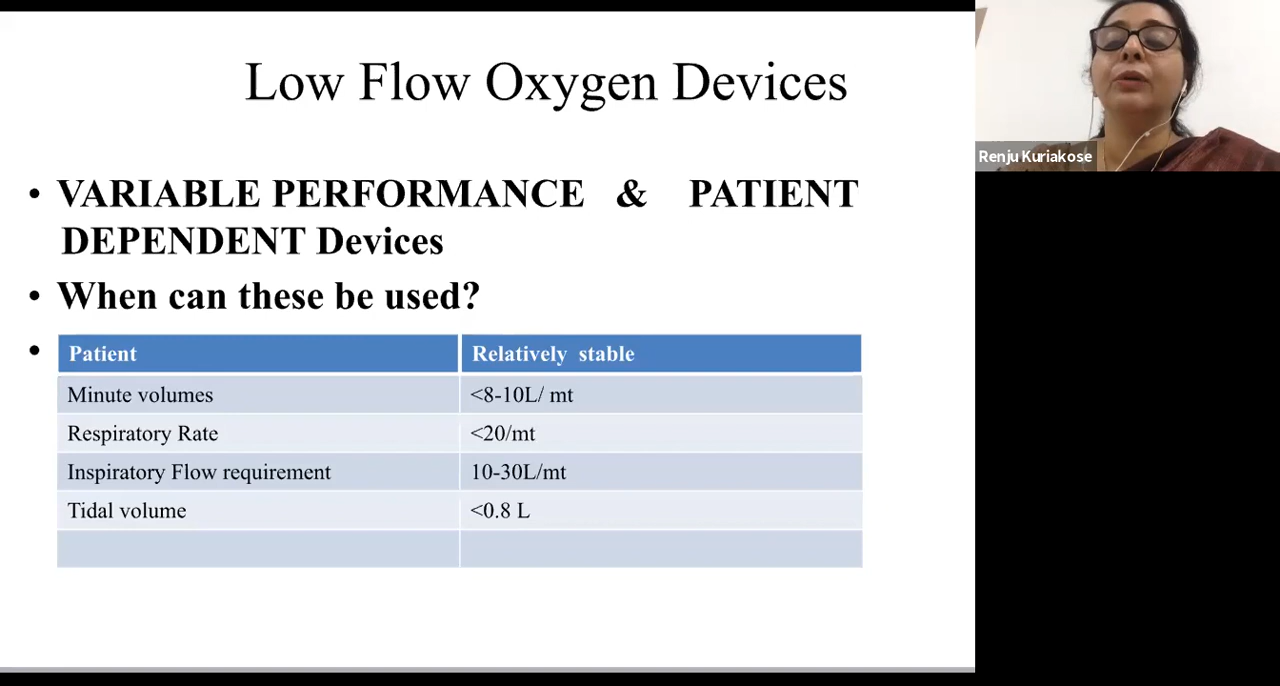 Low Flow Oxygen Devices
• VARIABLE PERFORMANCE & PATIENT
DEPENDENT Devices
• When can these be used?
•
Patient Relatively stable
Minute volumes <8-10L/ mt
Respiratory Rate <20/mt
Inspiratory Flow requirement 10-30L/mt
Tidal volume <0.8 L
Renju Kuriakose